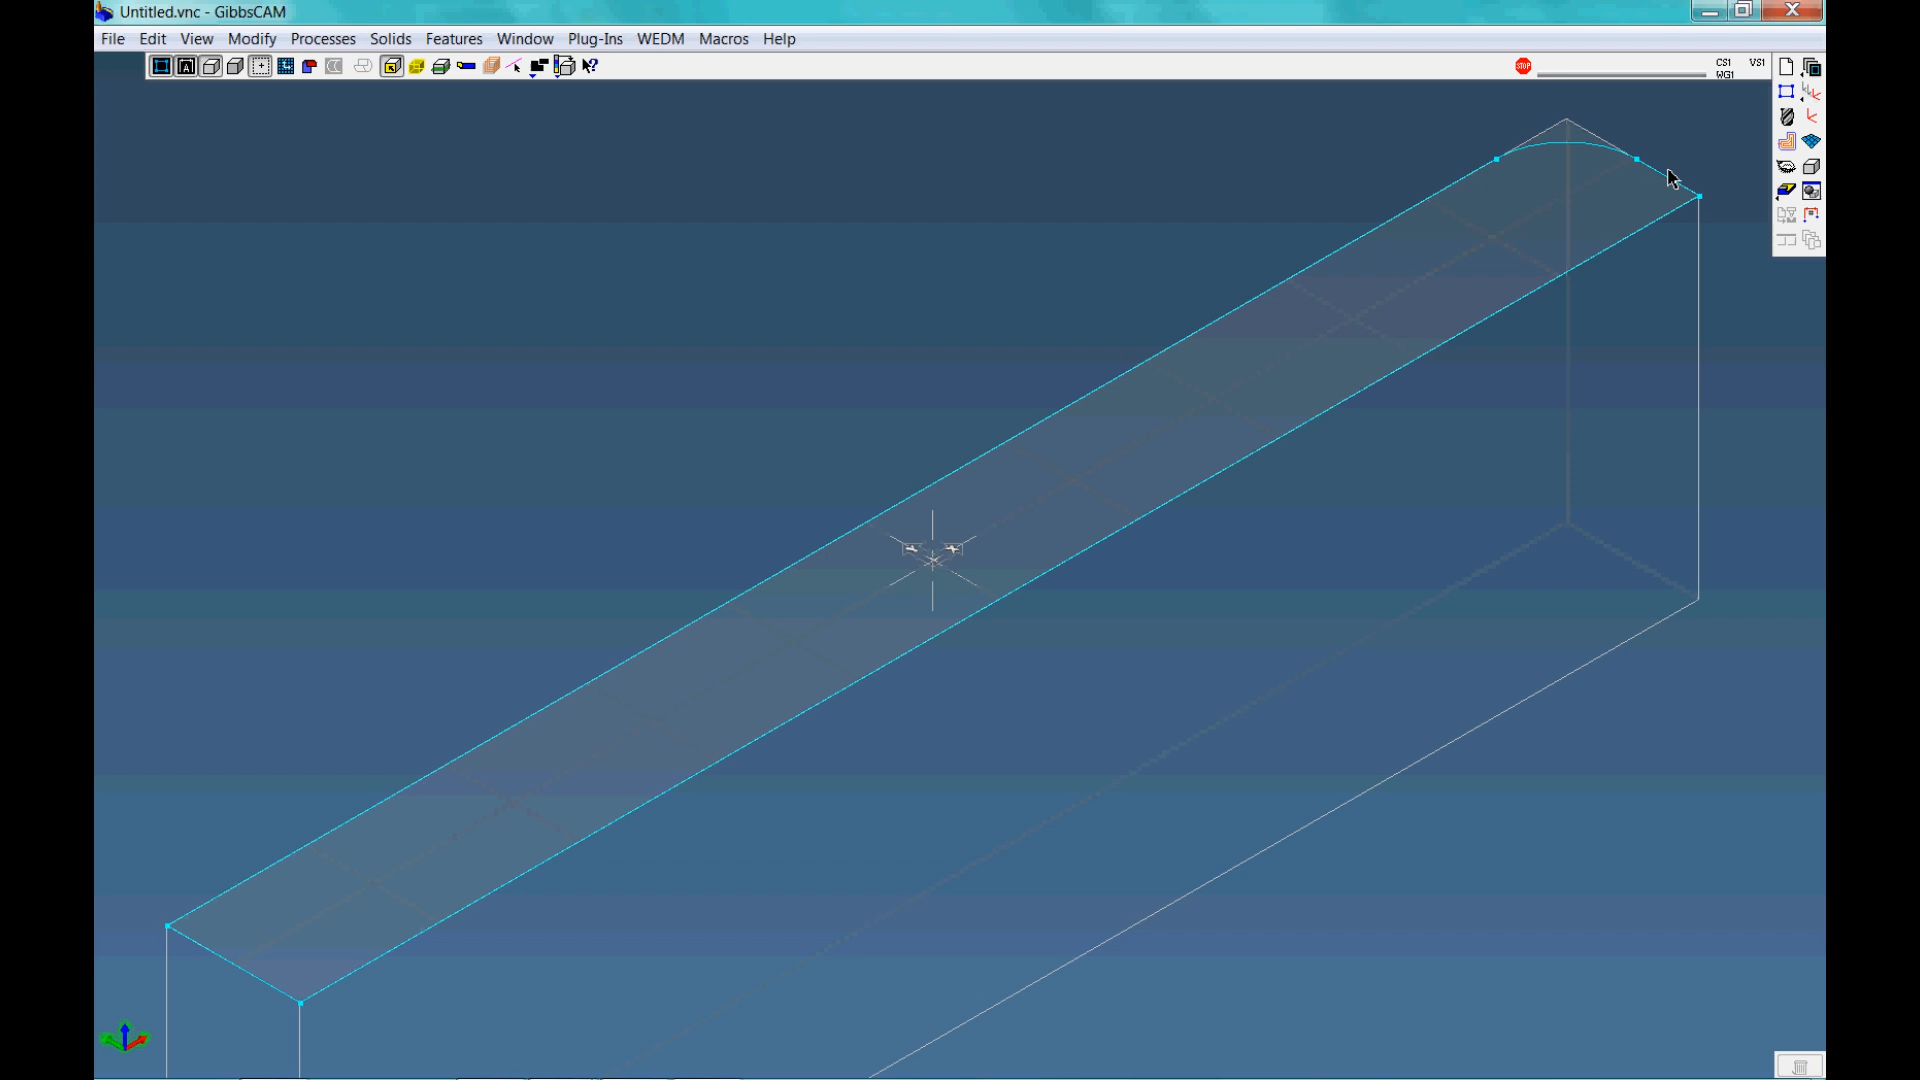 Untitled.vnc - GibbsCAM
File Edit View Modify Processes Solids Features Window Plug-Ins WEDM Macros Help
A STOP CS1 VS1
WG1